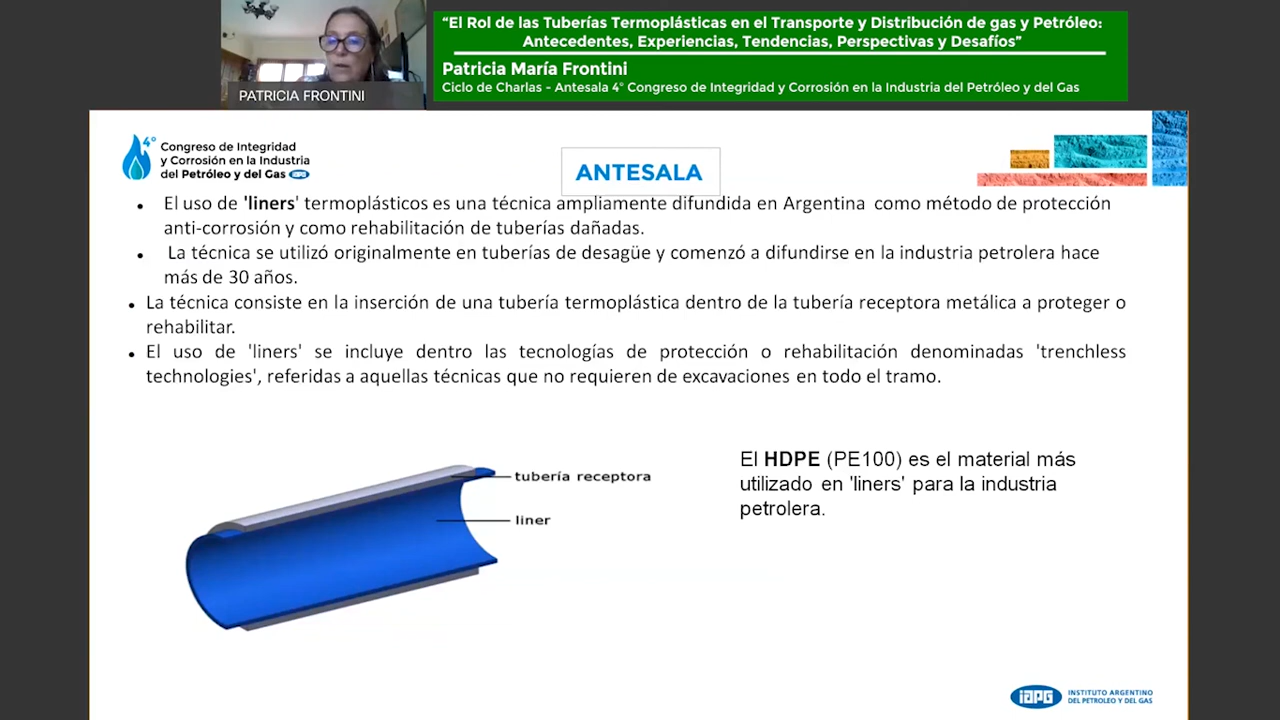 “El Rol de las Tuberías Termoplásticas en el Transporte y Distribución de gas y Petróleo:
Antecedentes, Experiencias, Tendencias, Perspectivas y Desafíos”
Patricia María Frontini
Ciclo de Charlas - Antesala 4° Congreso de Integridad y Corrosión en la Industria del Petróleo y del Gas
PATRICIA FRONTINI
4°
Congreso de Integridad
y Corrosión en la Industria
del Petróleo y del Gas iapg
ANTESALA
• El uso de 'liners' termoplásticos es una técnica ampliamente difundida en Argentina como método de protección
anti-corrosión y como rehabilitación de tuberías dañadas.
• La técnica se utilizó originalmente en tuberías de desagüe y comenzó a difundirse en la industria petrolera hace
más de 30 años.
• La técnica consiste en la inserción de una tubería termoplástica dentro de la tubería receptora metálica a proteger o
rehabilitar.
• El uso de 'liners' se incluye dentro las tecnologías de protección o rehabilitación denominadas 'trenchless
technologies', referidas a aquellas técnicas que no requieren de excavaciones en todo el tramo.
tubería receptora
liner
El HDPE (PE100) es el material más
utilizado en 'liners' para la industria
petrolera.
iapg
INSTITUTO ARGENTINO
DEL PETROLEO Y DEL GAS